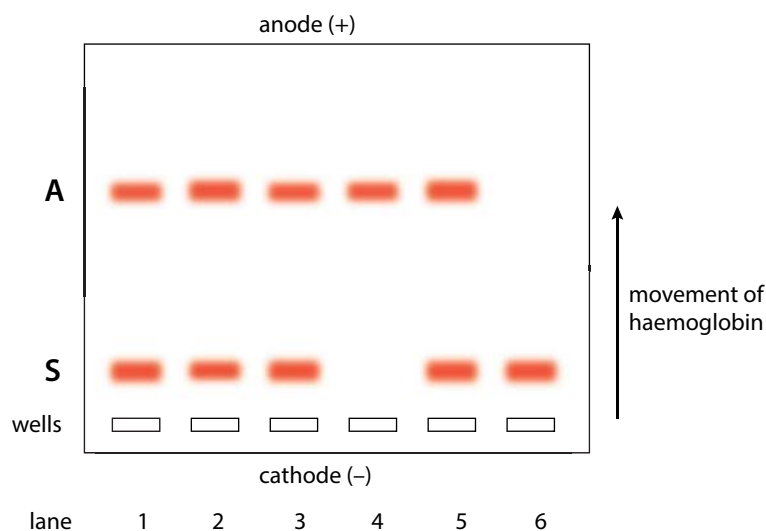 anode (+)
A
movement of
haemoglobin
S
wells
cathode (–)
lane 1 2 3 4 5 6